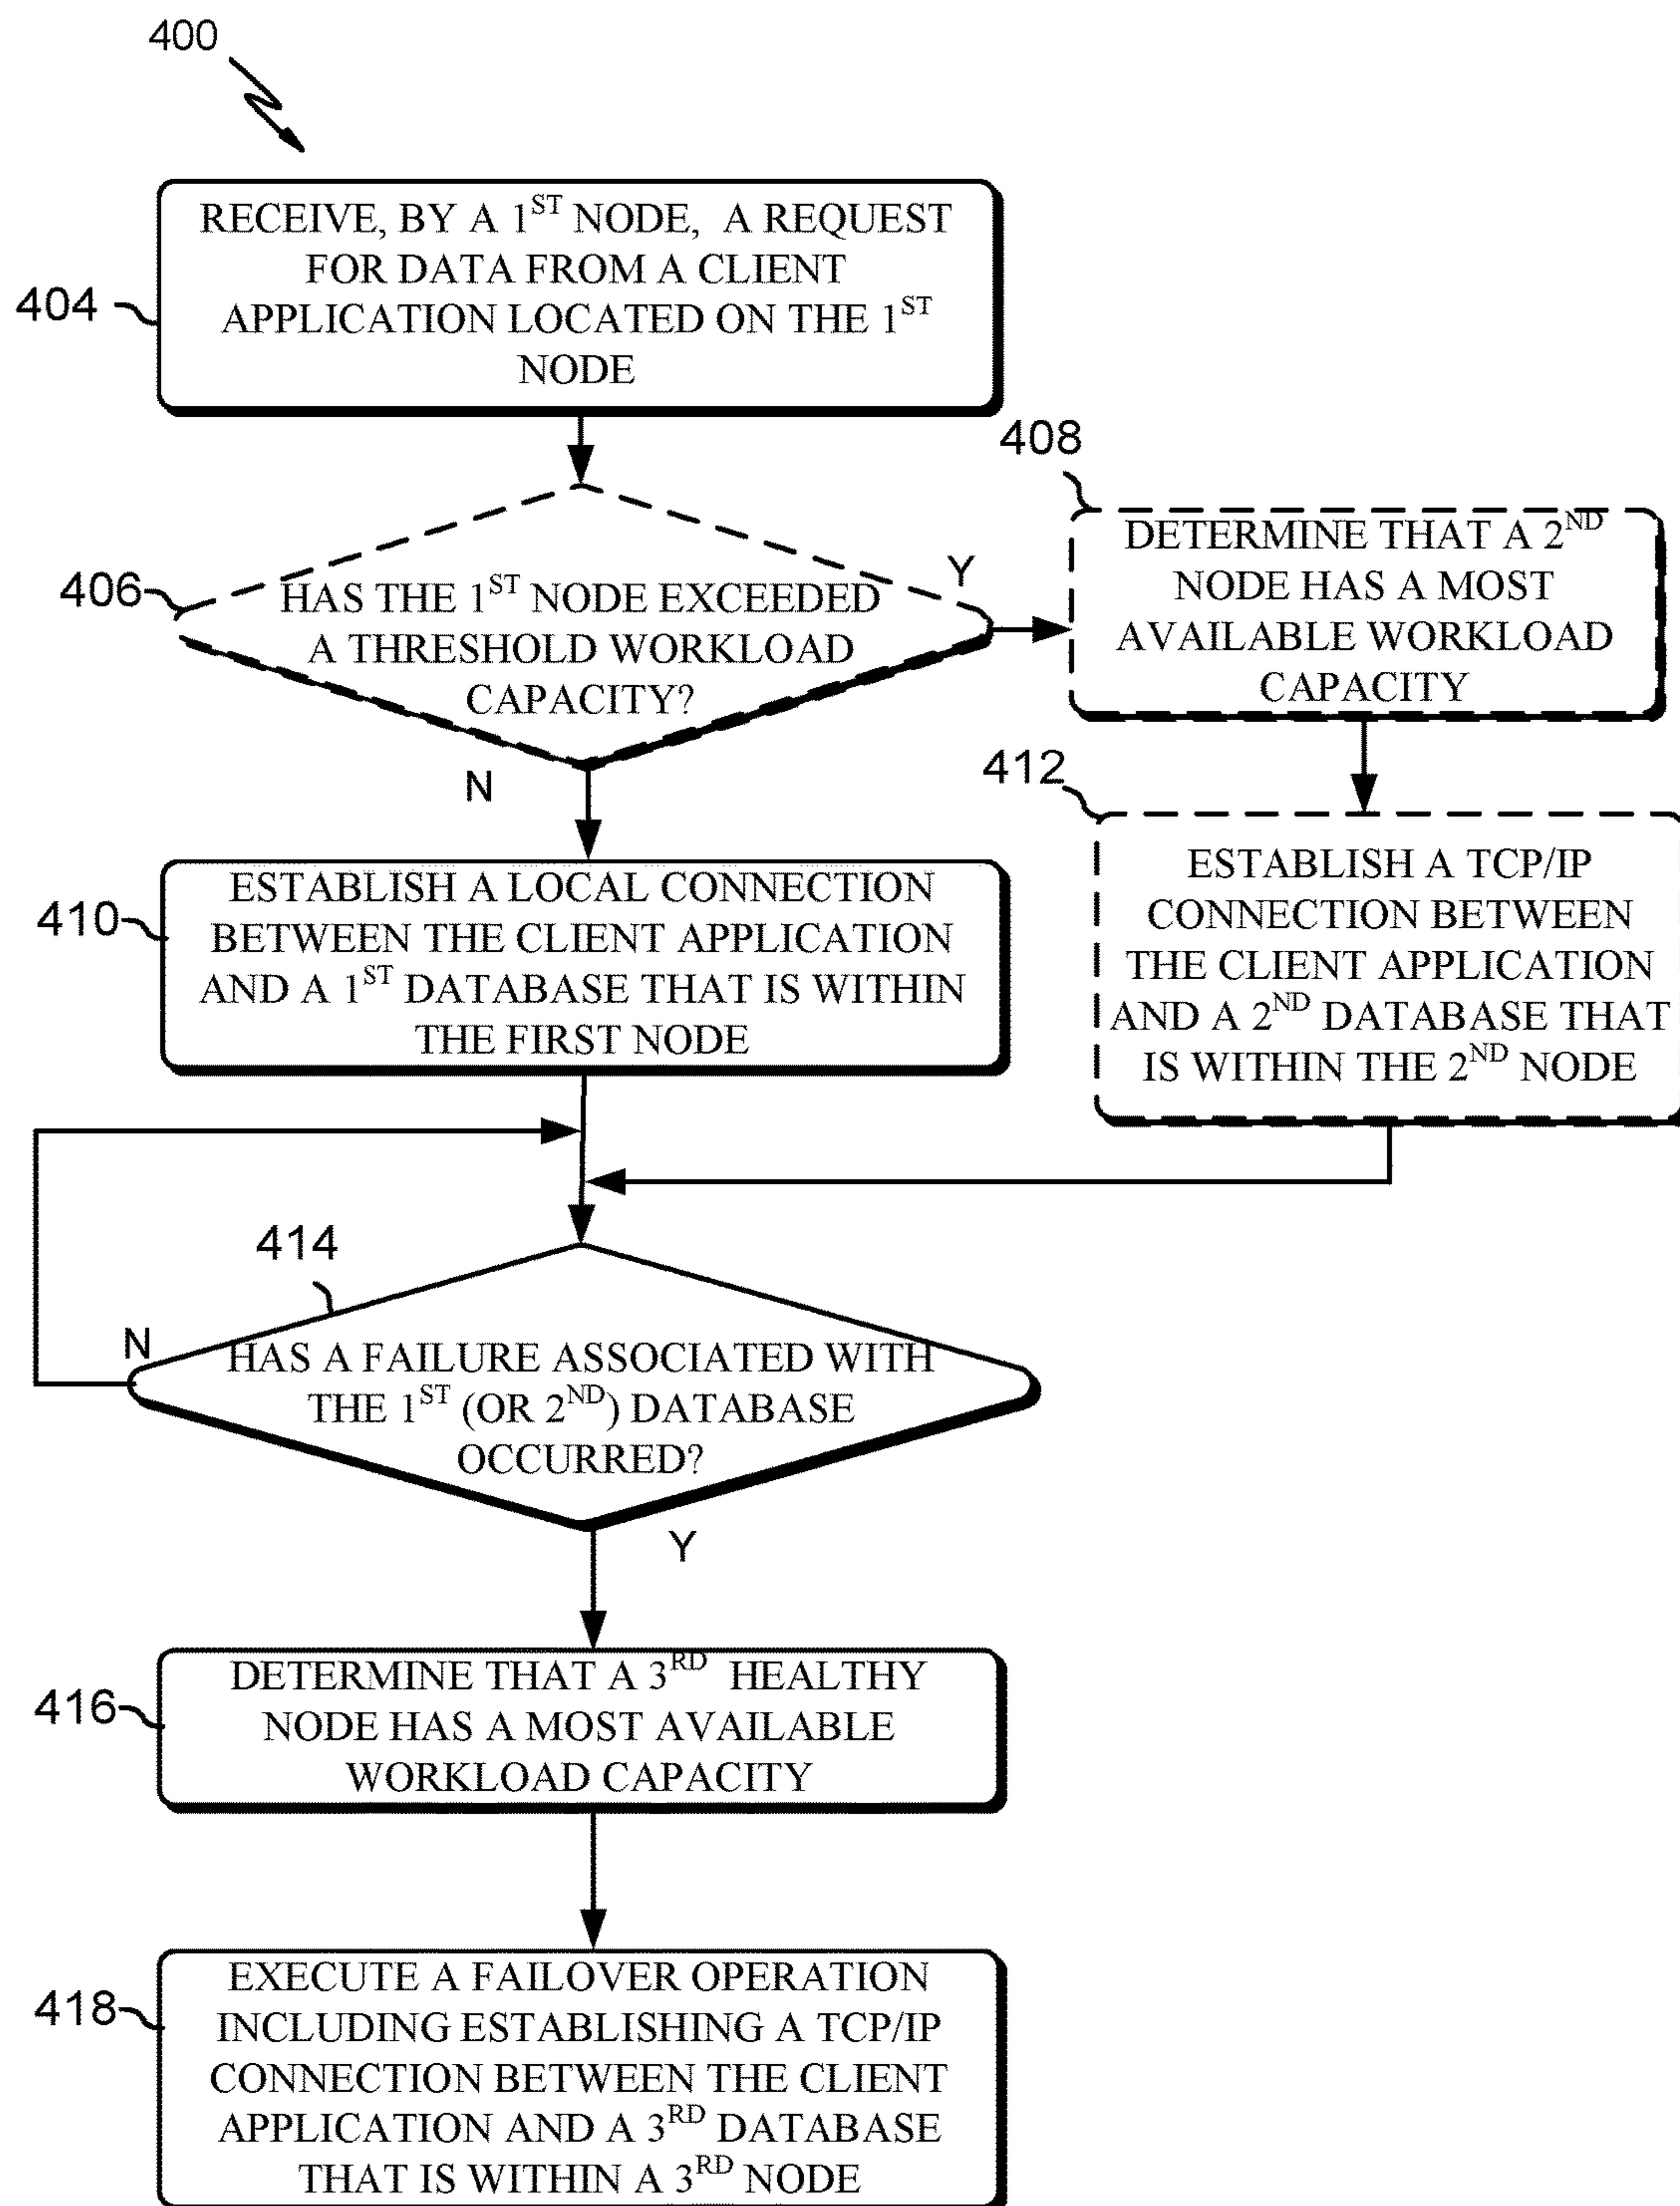 400
RECEIVE, BY A 1ST NODE, A REQUEST
FOR DATA FROM A CLIENT
APPLICATION LOCATED ON THE 1ST
NODE
404
406
HAS THE 1ST NODE EXCEEDED
A THRESHOLD WORKLOAD
CAPACITY?
Y
N
408
DETERMINE THAT A 2ND
NODE HAS A MOST
AVAILABLE WORKLOAD
CAPACITY
410
ESTABLISH A LOCAL CONNECTION
BETWEEN THE CLIENT APPLICATION
AND A 1ST DATABASE THAT IS WITHIN
THE FIRST NODE
412
ESTABLISH A TCP/IP
CONNECTION BETWEEN
THE CLIENT APPLICATION
AND A 2ND DATABASE THAT
IS WITHIN THE 2ND NODE
414
N
HAS A FAILURE ASSOCIATED WITH
THE 1ST (OR 2ND) DATABASE
OCCURRED?
Y
416
DETERMINE THAT A 3RD HEALTHY
NODE HAS A MOST AVAILABLE
WORKLOAD CAPACITY
418
EXECUTE A FAILOVER OPERATION
INCLUDING ESTABLISHING A TCP/IP
CONNECTION BETWEEN THE CLIENT
APPLICATION AND A 3RD DATABASE
THAT IS WITHIN A 3RD NODE